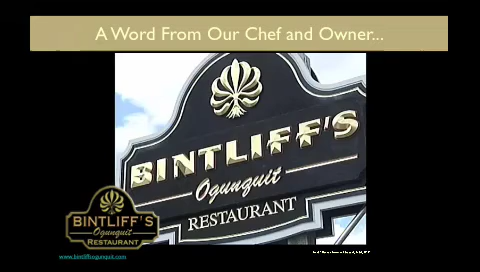 A Word From Our Chef and Owner...
BINTLIFF'S
Ogunquit
RESTAURANT
BINTLIFF'S
Ogunquit
RESTAURANT
www.bintliffsogunquit.com